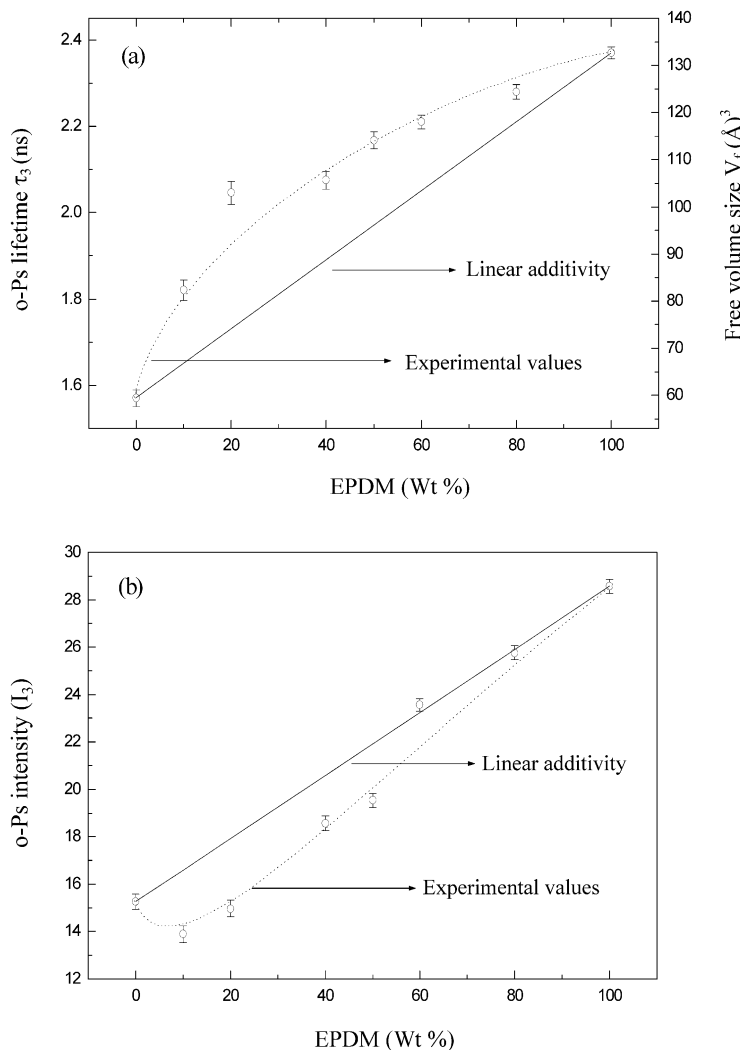 (a)
2.4
2.2
2.0
1.8
1.6
o-Ps lifetime τ3 (ns)
140
130
120
110
100
90
80
70
60
Free volume size Vf (Å)3
Linear additivity
Experimental values
0 20 40 60 80 100
EPDM (Wt %)
(b)
30
28
26
24
22
20
18
16
14
12
o-Ps intensity (I3)
Linear additivity
Experimental values
0 20 40 60 80 100
EPDM (Wt %)